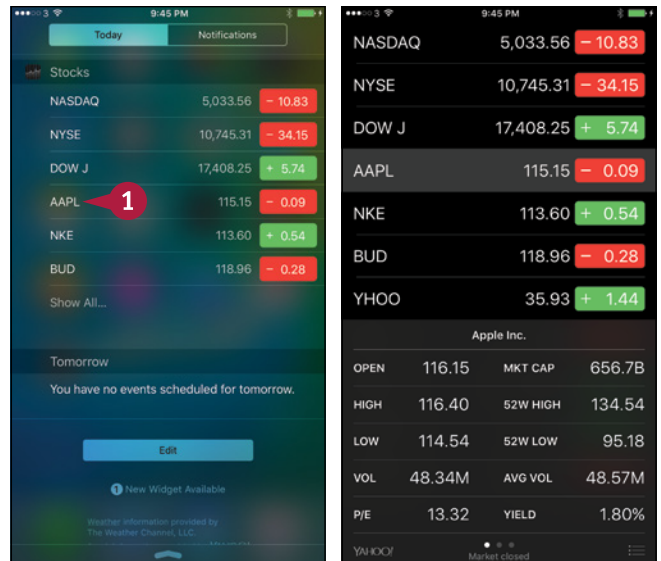 3 9:45 PM
Today Notifications
Stocks
NASDAQ 5,033.56 − 10.83
NYSE 10,745.31 − 34.15
DOW J 17,408.25 + 5.74
AAPL 1 115.15 − 0.09
NKE 113.60 + 0.54
BUD 118.96 − 0.28
Show All...
Tomorrow
You have no events scheduled for tomorrow.
Edit
1 New Widget Available
Weather information provided by
The Weather Channel, LLC.
3 9:45 PM
NASDAQ 5,033.56 − 10.83
NYSE 10,745.31 − 34.15
DOW J 17,408.25 + 5.74
AAPL 115.15 − 0.09
NKE 113.60 + 0.54
BUD 118.96 − 0.28
YHOO 35.93 + 1.44
Apple Inc.
OPEN 116.15 MKT CAP 656.7B
HIGH 116.40 52W HIGH 134.54
LOW 114.54 52W LOW 95.18
VOL 48.34M AVG VOL 48.57M
P/E 13.32 YIELD 1.80%
YAHOO! Market closed